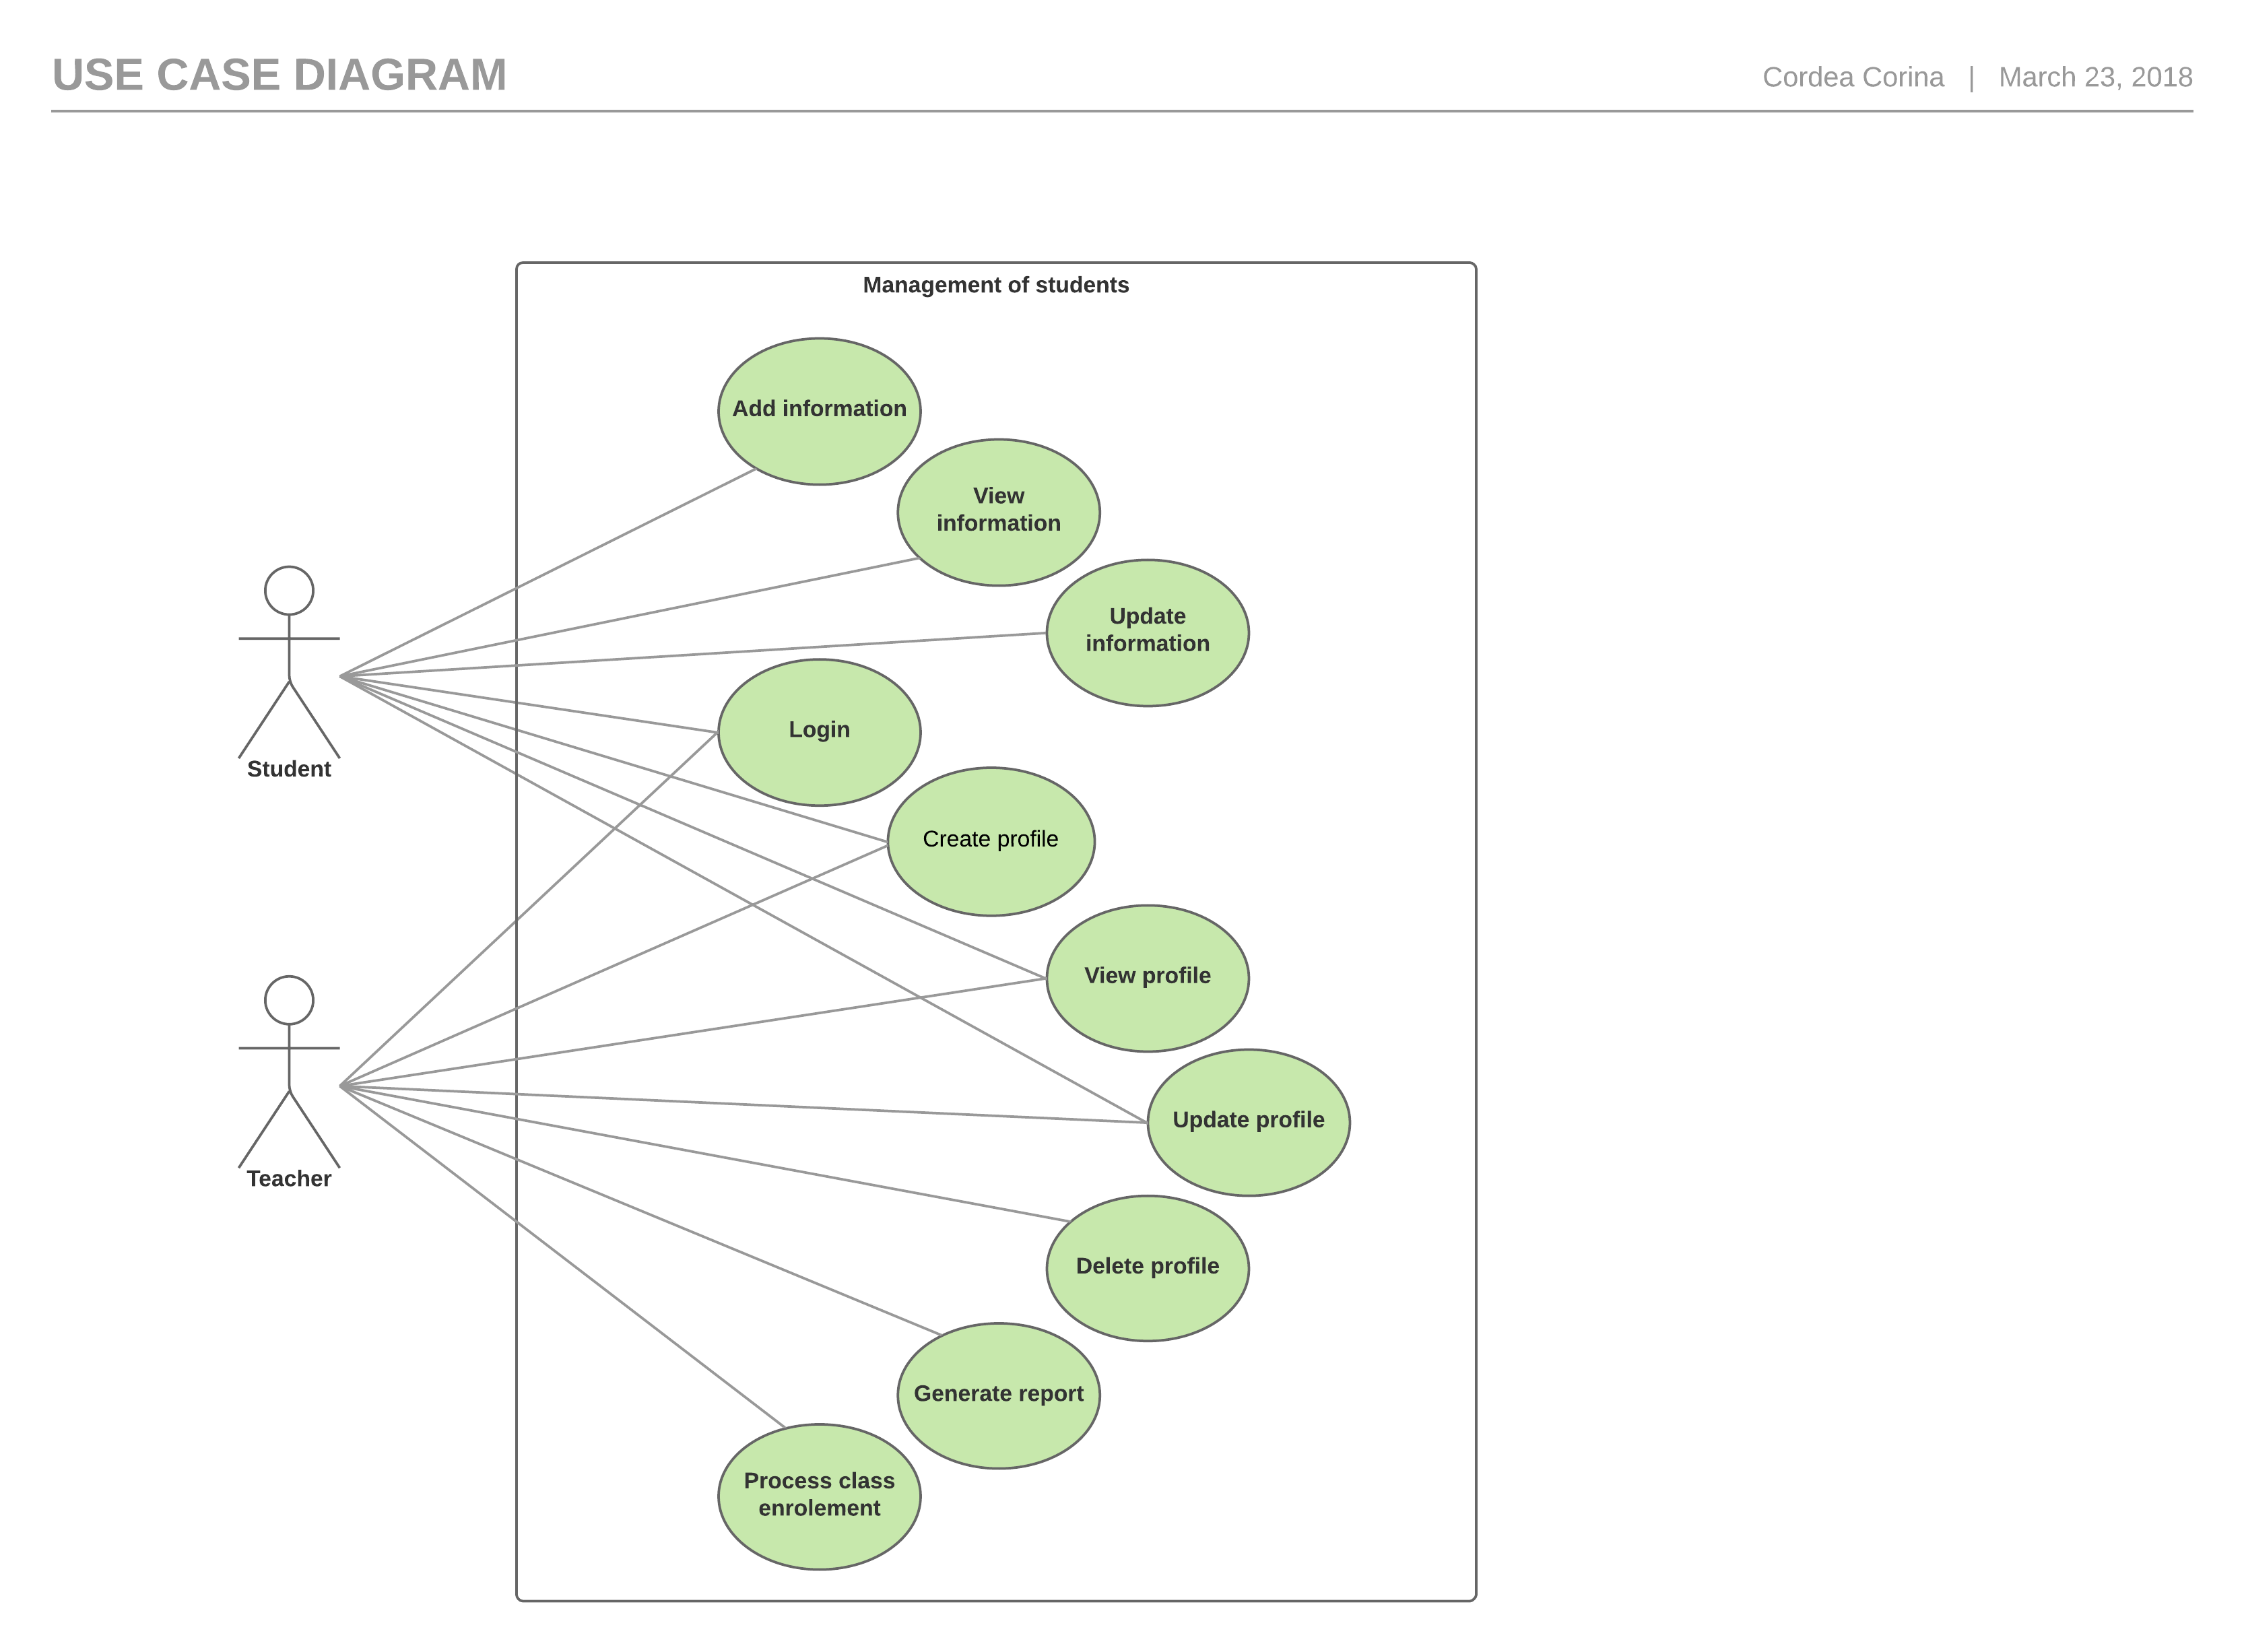 USE CASE DIAGRAM
Cordea Corina | March 23, 2018
Management of students
Add information
View
information
Update
information
Login
Student
Create profile
View profile
Update profile
Teacher
Delete profile
Generate report
Process class
enrolement